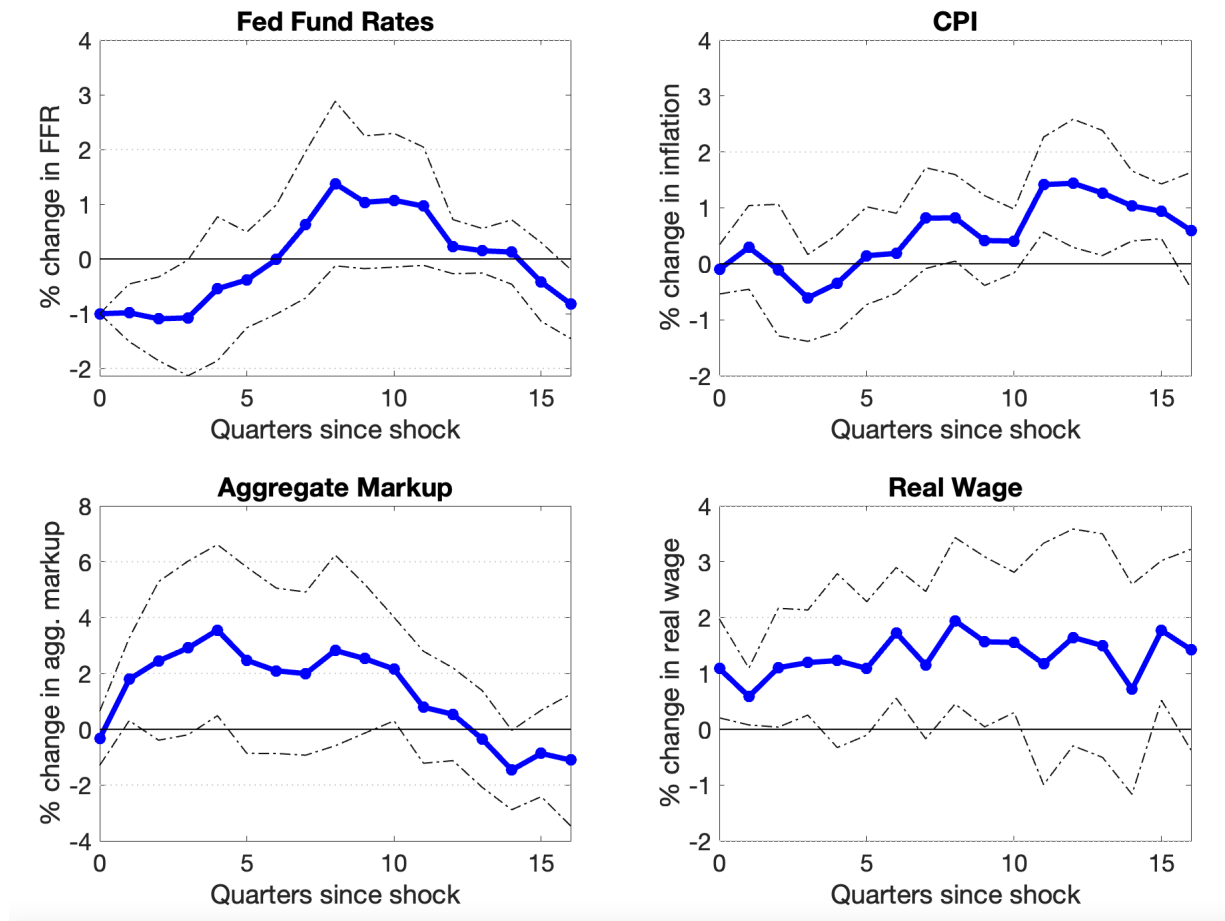 Fed Fund Rates
% change in FFR
4
3
2
1
0
-1
-2
0 5 10 15
Quarters since shock
CPI
% change in inflation
4
3
2
1
0
-1
-2
0 5 10 15
Quarters since shock
Aggregate Markup
% change in agg. markup
8
6
4
2
0
-2
-4
0 5 10 15
Quarters since shock
Real Wage
% change in real wage
4
3
2
1
0
-1
-2
0 5 10 15
Quarters since shock